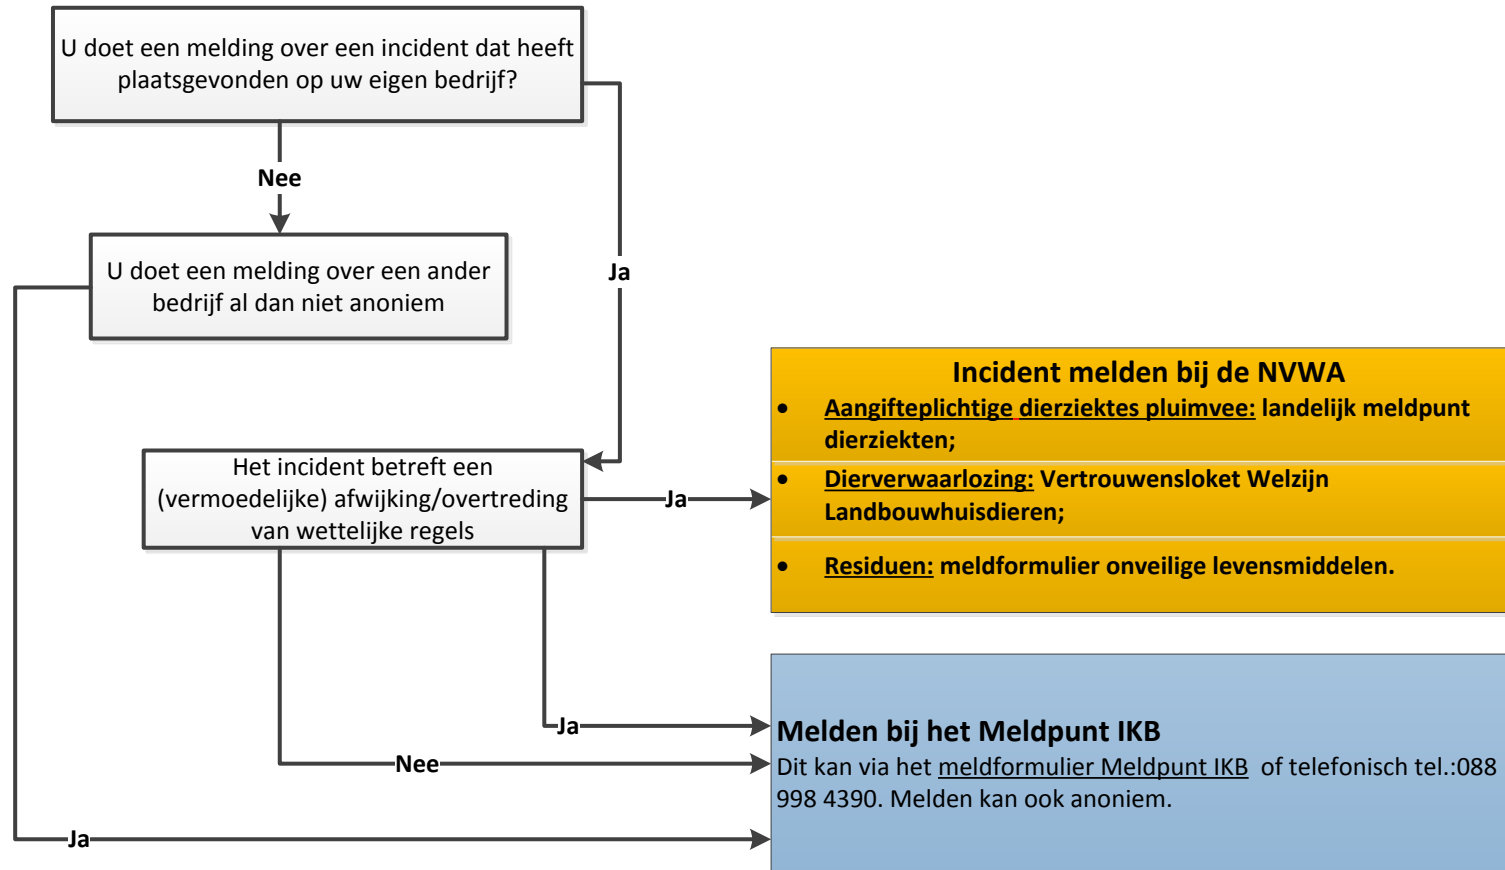 U doet een melding over een incident dat heeft
plaatsgevonden op uw eigen bedrijf?
Nee
Ja
U doet een melding over een ander
bedrijf al dan niet anoniem
Incident melden bij de NVWA
• Aangifteplichtige dierziektes pluimvee: landelijk meldpunt
dierziekten;
• Dierverwaarlozing: Vertrouwensloket Welzijn
Landbouwhuisdieren;
• Residuen: meldformulier onveilige levensmiddelen.
Het incident betreft een
(vermoedelijke) afwijking/overtreding
van wettelijke regels
Ja
Ja
Nee
Ja
Melden bij het Meldpunt IKB
Dit kan via het meldformulier Meldpunt IKB of telefonisch tel.:088
998 4390. Melden kan ook anoniem.